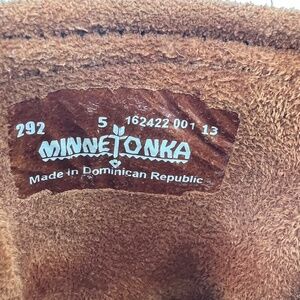 292 5 162422 001 13
MINNETONKA
Made in Dominican Republic